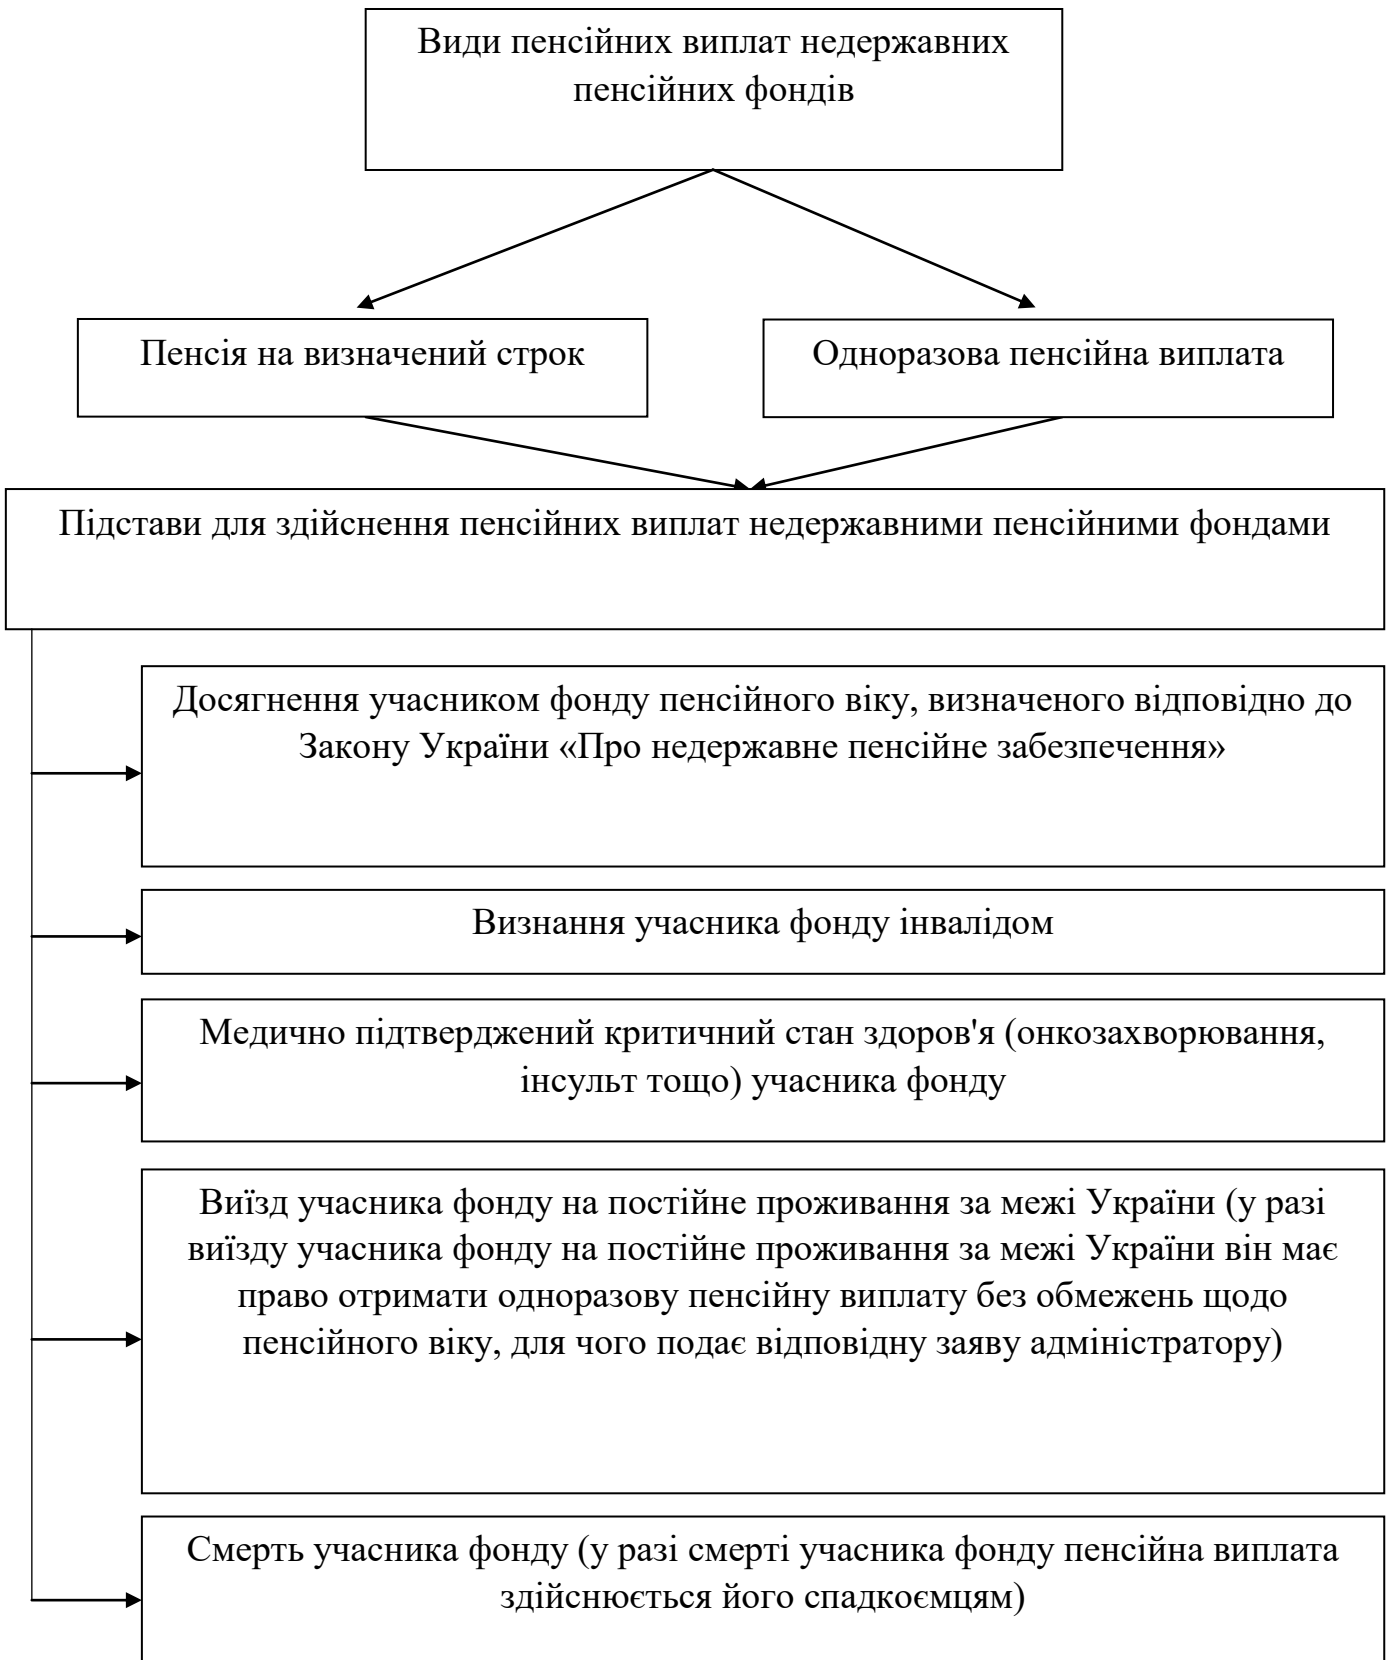 Види пенсійних виплат недержавних
пенсійних фондів
Пенсія на визначений строк
Одноразова пенсійна виплата
Підстави для здійснення пенсійних виплат недержавними пенсійними фондами
Досягнення учасником фонду пенсійного віку, визначеного відповідно до
Закону України «Про недержавне пенсійне забезпечення»
Визнання учасника фонду інвалідом
Медично підтверджений критичний стан здоров'я (онкозахворювання,
інсульт тощо) учасника фонду
Виїзд учасника фонду на постійне проживання за межі України (у разі
виїзду учасника фонду на постійне проживання за межі України він має
право отримати одноразову пенсійну виплату без обмежень щодо
пенсійного віку, для чого подає відповідну заяву адміністратору)
Смерть учасника фонду (у разі смерті учасника фонду пенсійна виплата
здійснюється його спадкоємцям)